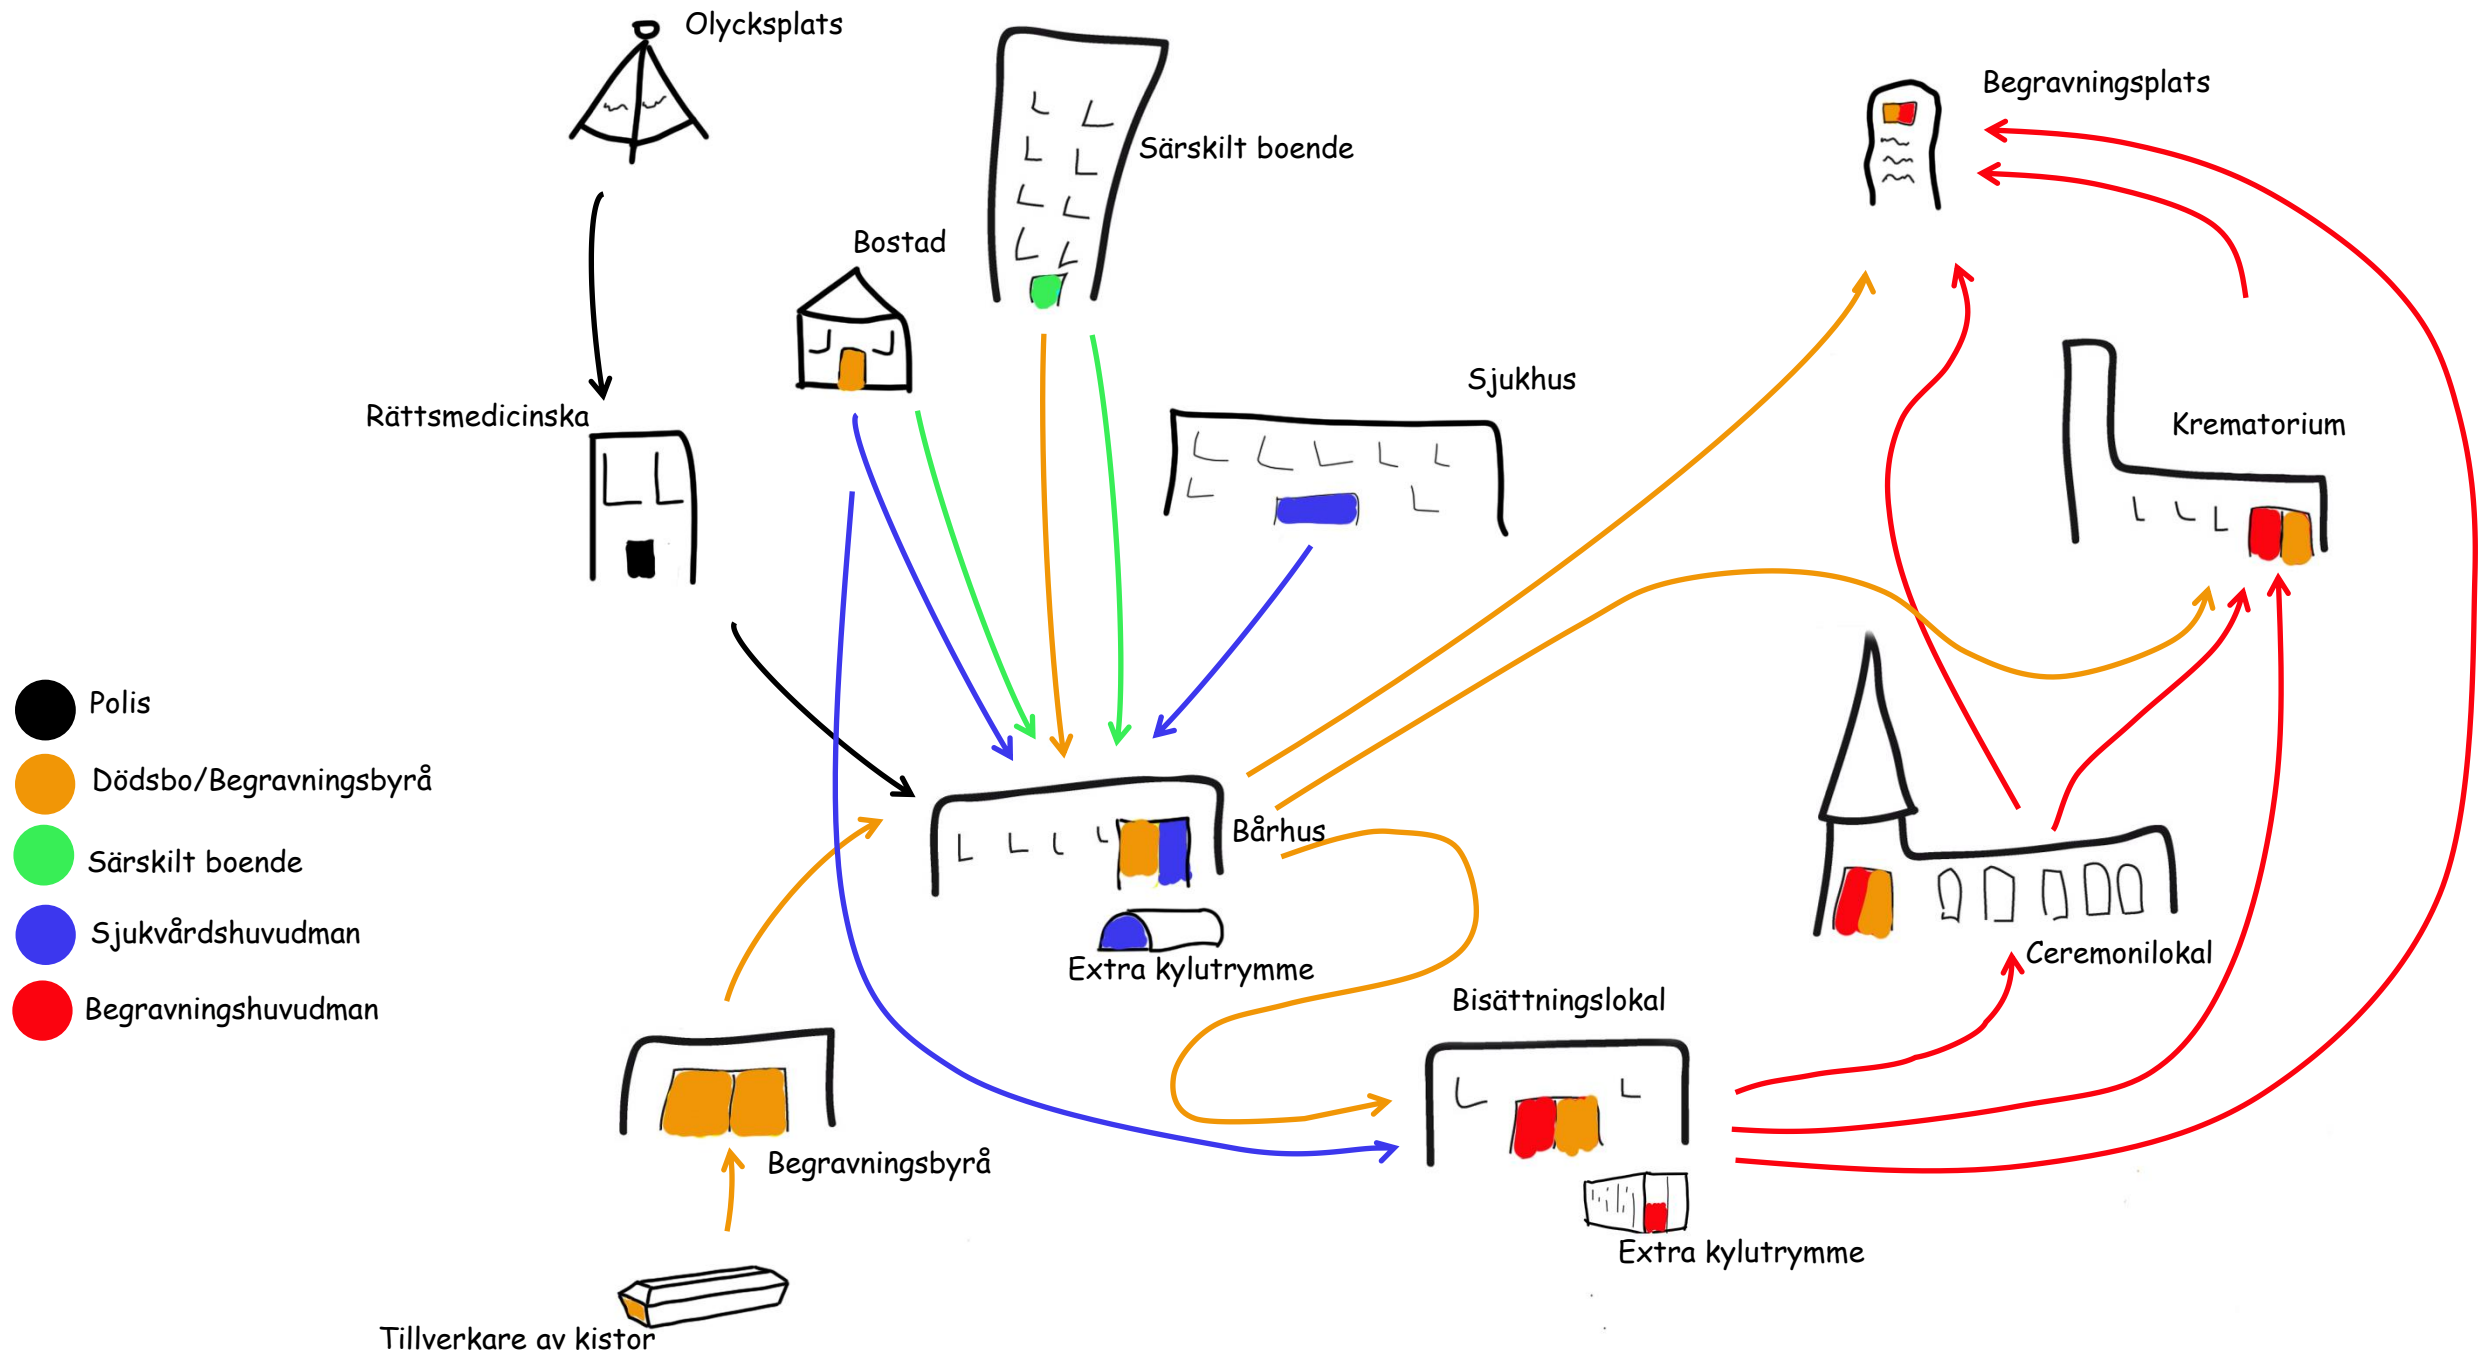 Olycksplats
Begravningsplats
Särskilt boende
Bostad
Sjukhus
Rättsmedicinska
Krematorium
Polis
Dödsbo/Begravningsbyrå
Särskilt boende
Sjukvårdshuvudman
Begravningshuvudman
Bårhus
Extra kylutrymme
Ceremonilokal
Bisättningslokal
Begravningsbyrå
Extra kylutrymme
Tillverkare av kistor